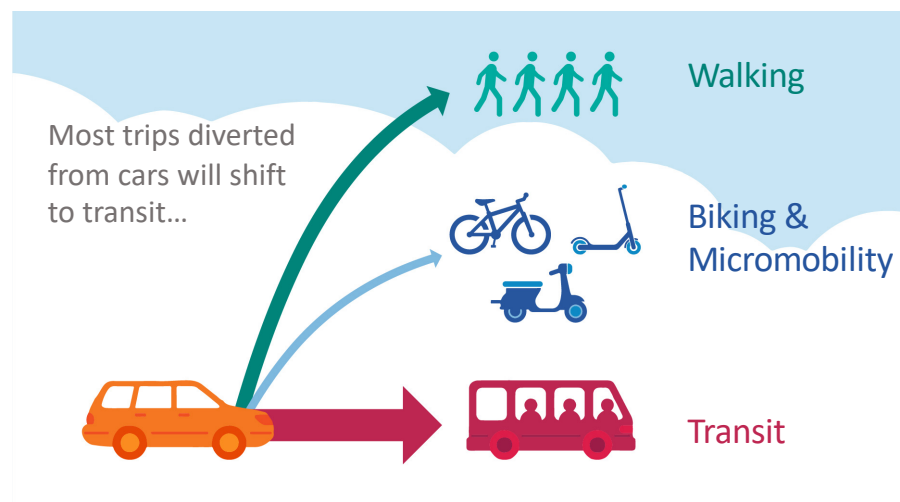 Most trips diverted
from cars will shift
to transit…
Walking
Biking &
Micromobility
Transit